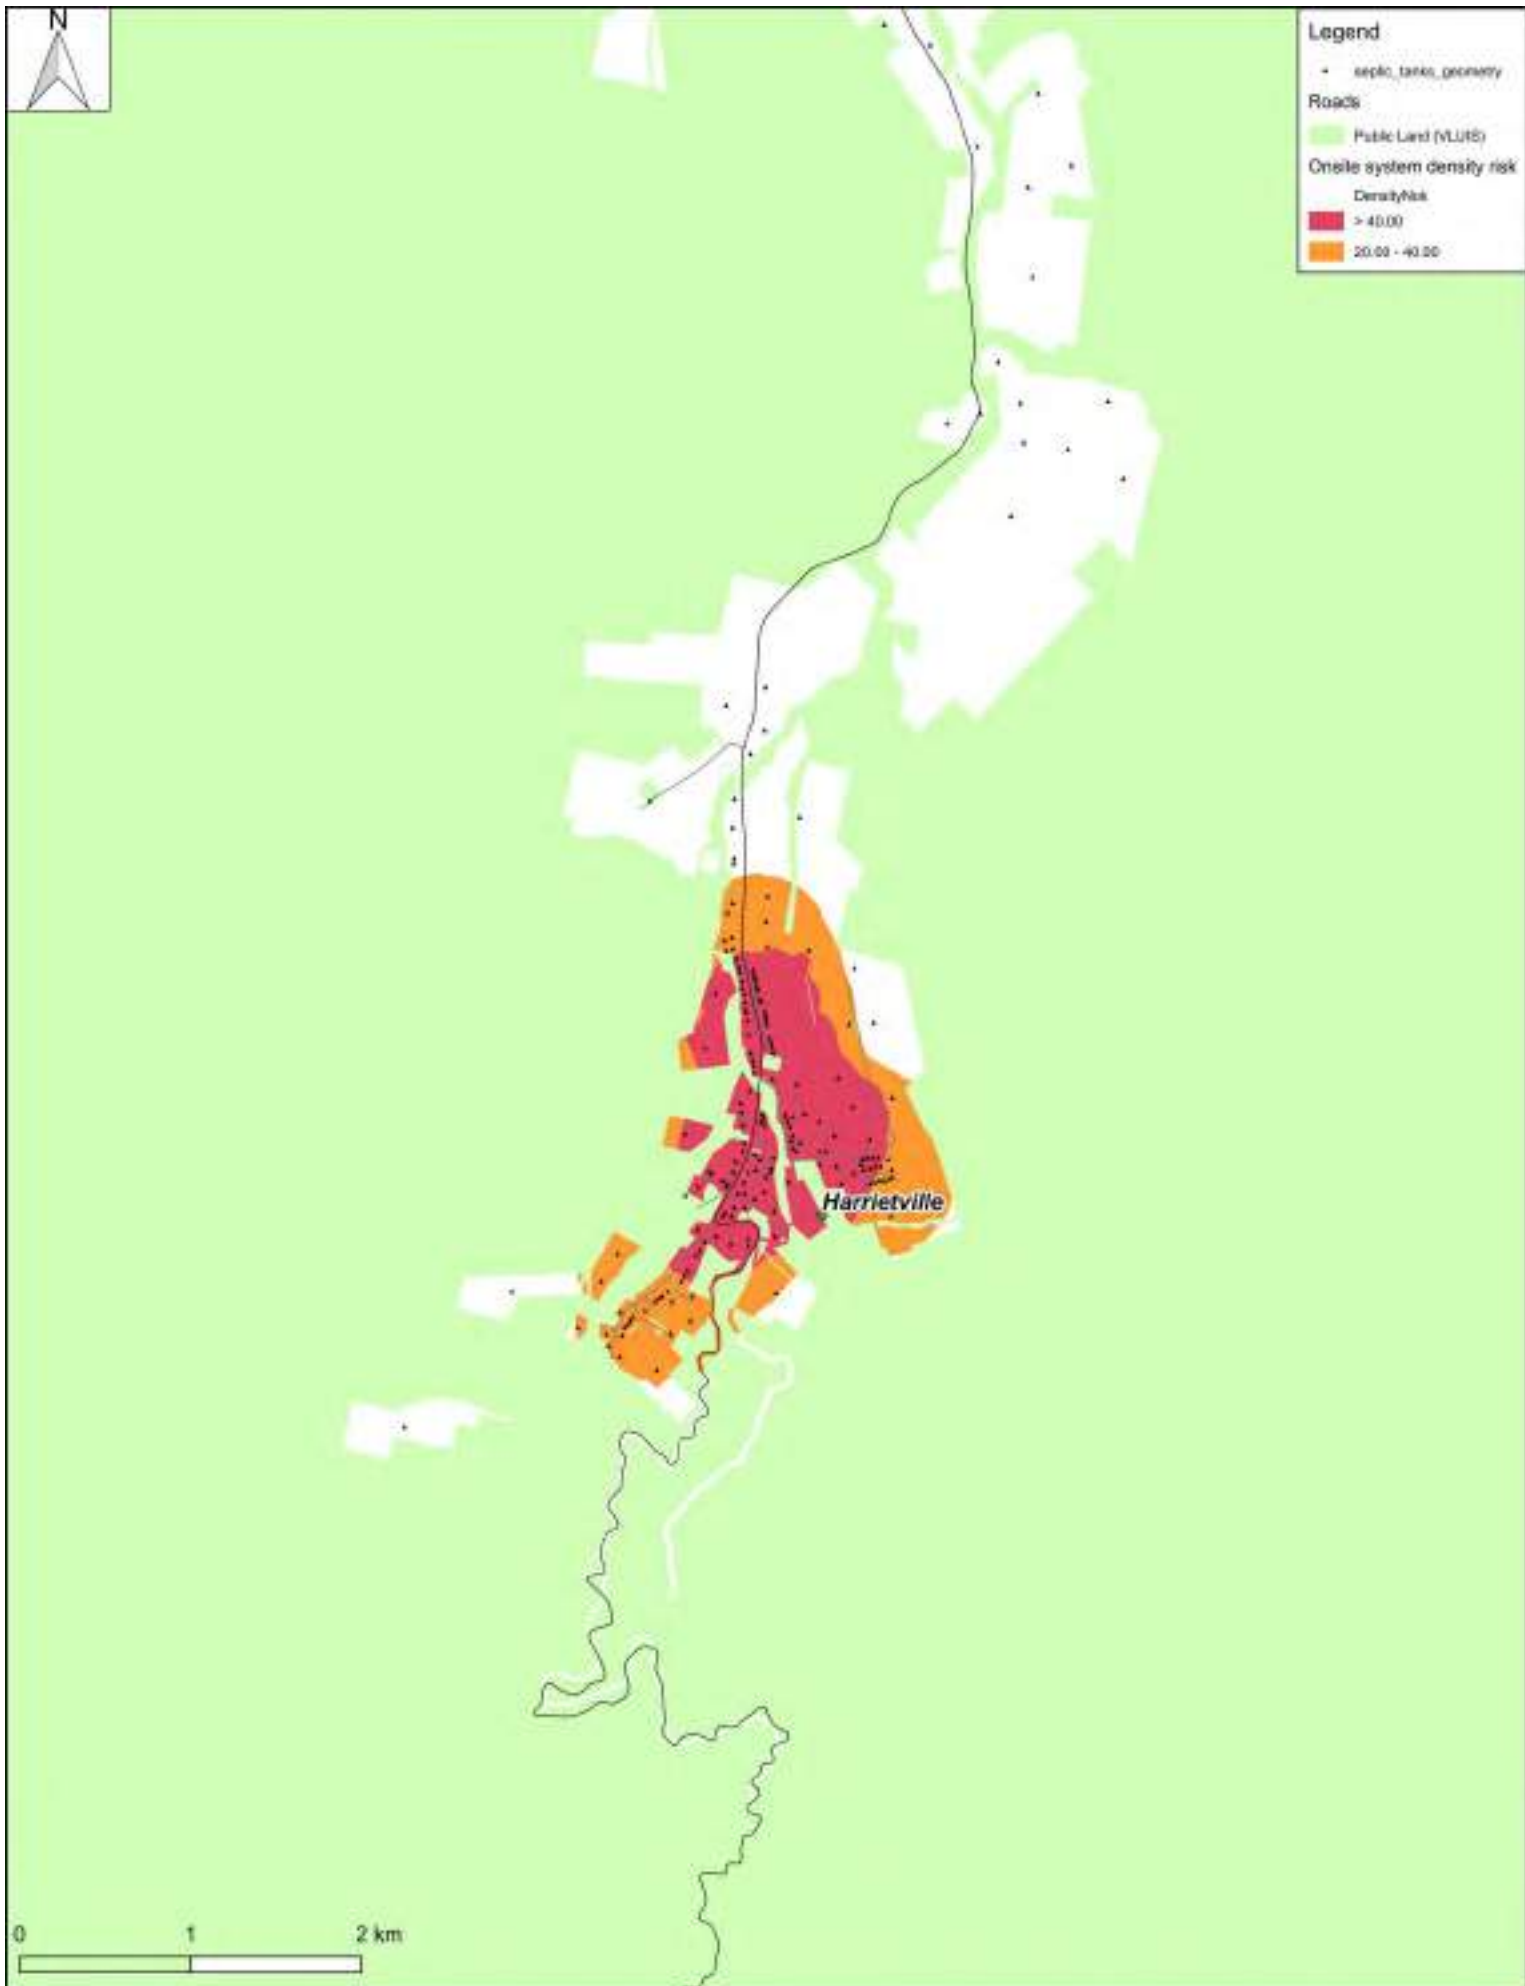 N
Legend
septic_tanks_geometry
Roads
Public Land (VLUIS)
Onsite system density risk
> 40.00
20.00 - 40.00
Harrietville
0 1 2 km